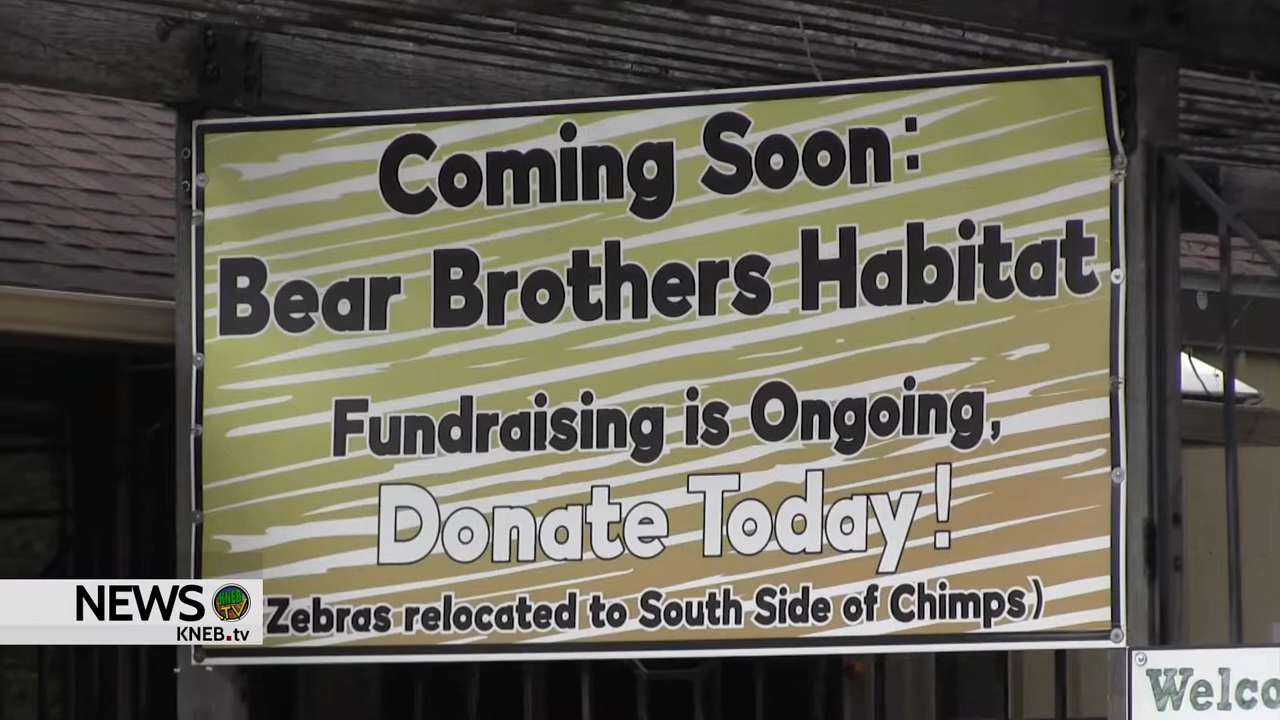 Coming Soon:
Bear Brothers Habitat
Fundraising is Ongoing,
Donate Today!
Zebras relocated to South Side of Chimps)
NEWS KNEB TV
KNEB.tv